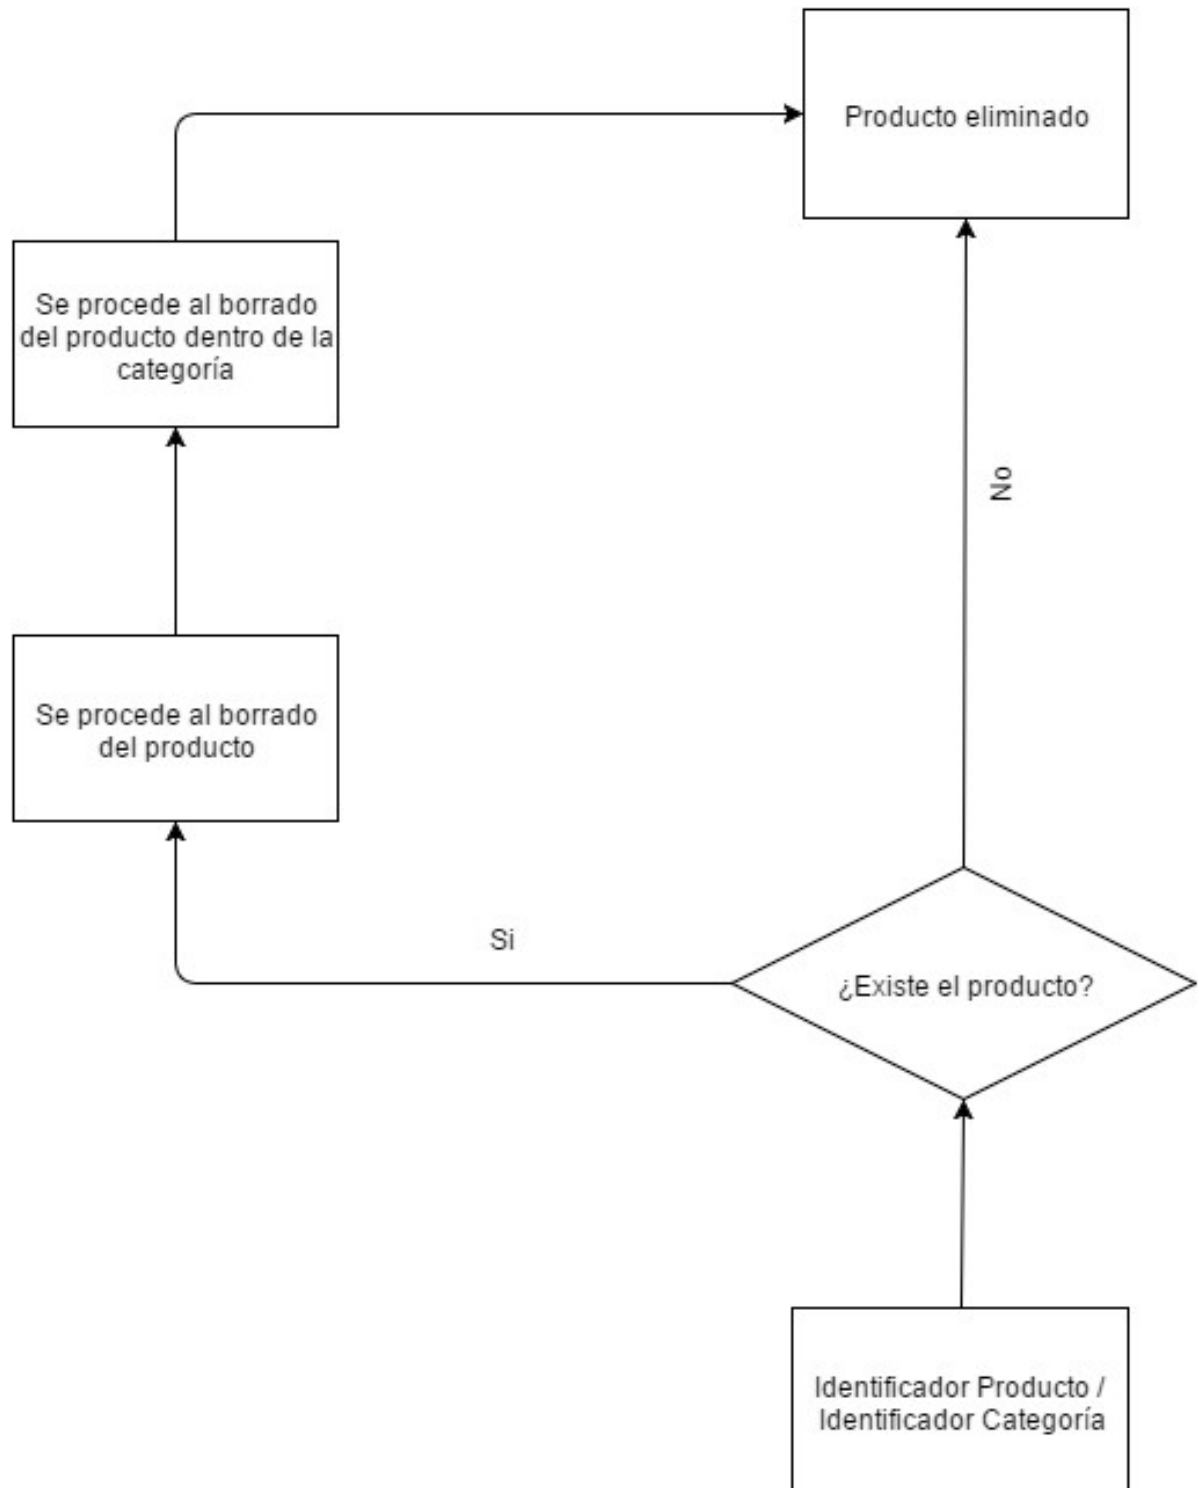 Producto eliminado
Se procede al borrado
del producto dentro de la
categoría
No
Se procede al borrado
del producto
Si
¿Existe el producto?
Identificador Producto /
Identificador Categoría